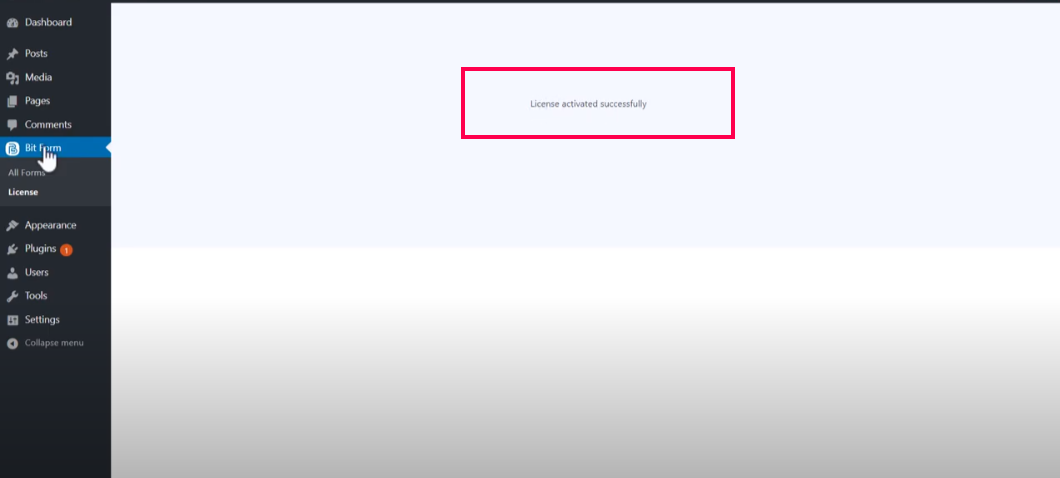 Dashboard
Posts
Media
Pages
Comments
Bit Form
All Forms
License
Appearance
Plugins 1
Users
Tools
Settings
Collapse menu
License activated successfully